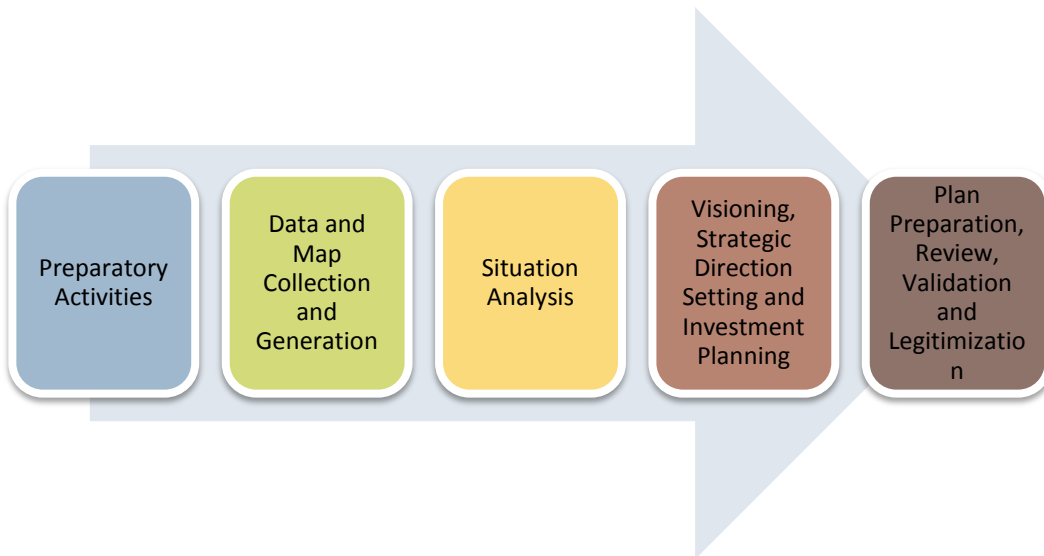 Preparatory
Activities
Data and
Map
Collection
and
Generation
Situation
Analysis
Visioning,
Strategic
Direction
Setting and
Investment
Planning
Plan
Preparation,
Review,
Validation
and
Legitimizatio
n